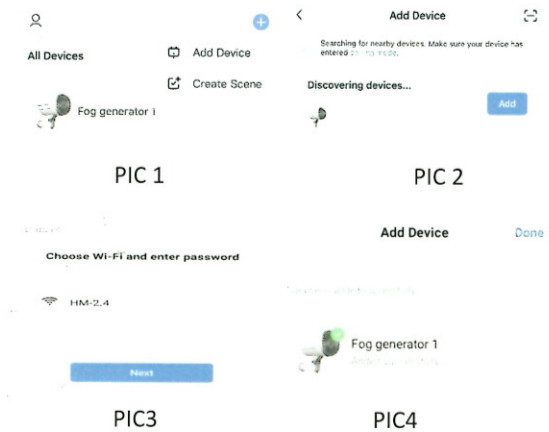 All Devices
Add Device
Create Scene
Fog generator 1
PIC 1
Add Device
Searching for nearby devices. Make sure your device has
entered mode.
Discovering devices...
Add
PIC 2
Choose Wi-Fi and enter password
HM-2.4
Next
PIC3
Add Device
Done
Fog generator 1
PIC4